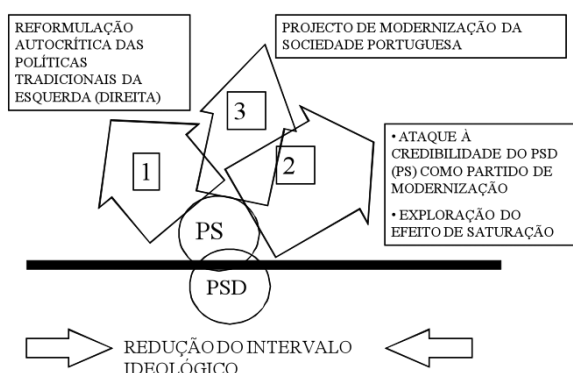 REFORMULAÇÃO
AUTOCRÍTICA DAS
POLÍTICAS
TRADICIONAIS DA
ESQUERDA (DIREITA)
PROJECTO DE MODERNIZAÇÃO DA
SOCIEDADE PORTUGUESA
3
1
2
• ATAQUE À
CREDIBILIDADE DO PSD
(PS) COMO PARTIDO DE
MODERNIZAÇÃO
• EXPLORAÇÃO DO
EFEITO DE SATURAÇÃO
PS
PSD
REDUÇÃO DO INTERVALO
IDEOLÓGICO